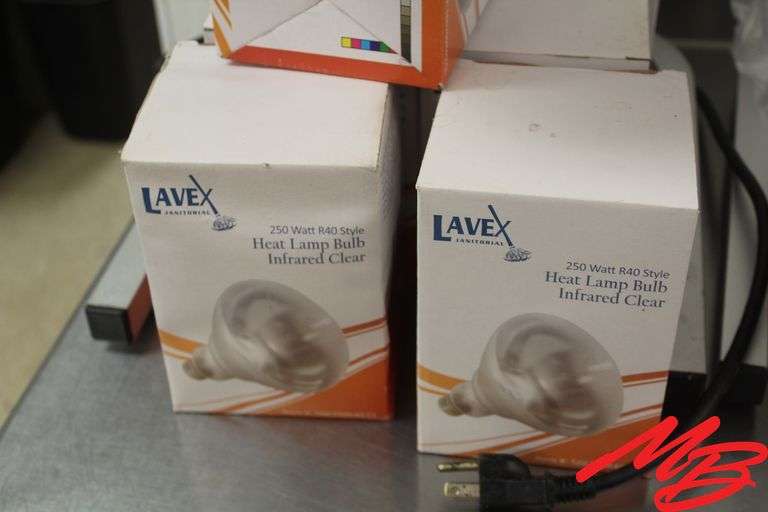 LAVEX
JANITORIAL
250 Watt R40 Style
Heat Lamp Bulb
Infrared Clear
LAVEX
JANITORIAL
250 Watt R40 Style
Heat Lamp Bulb
Infrared Clear
MB